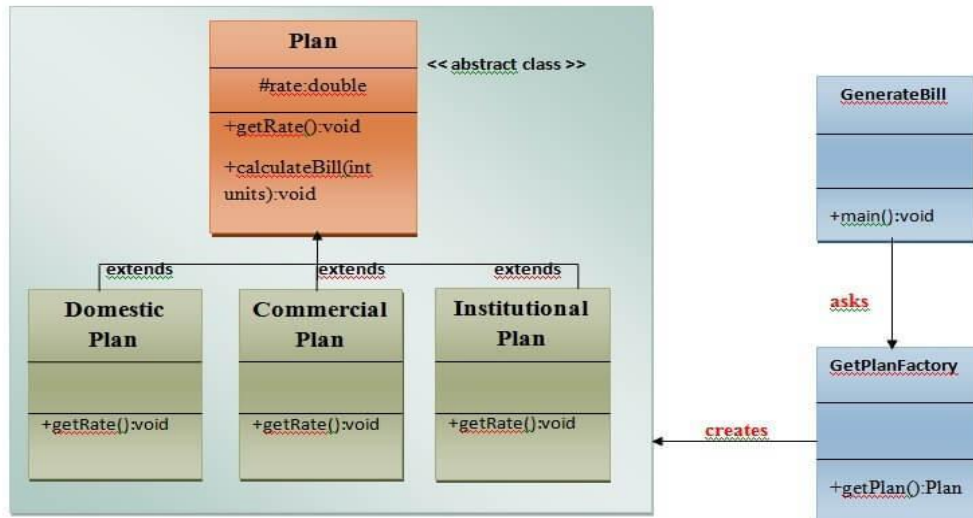 Plan
<< abstract class >>
#rate:double
+getRate():void
+calculateBill(int
units):void
extends
extends
extends
Domestic
Plan
+getRate():void
Commercial
Plan
+getRate():void
Institutional
Plan
+getRate():void
GenerateBill
+main():void
asks
GetPlanFactory
+getPlan():Plan
creates